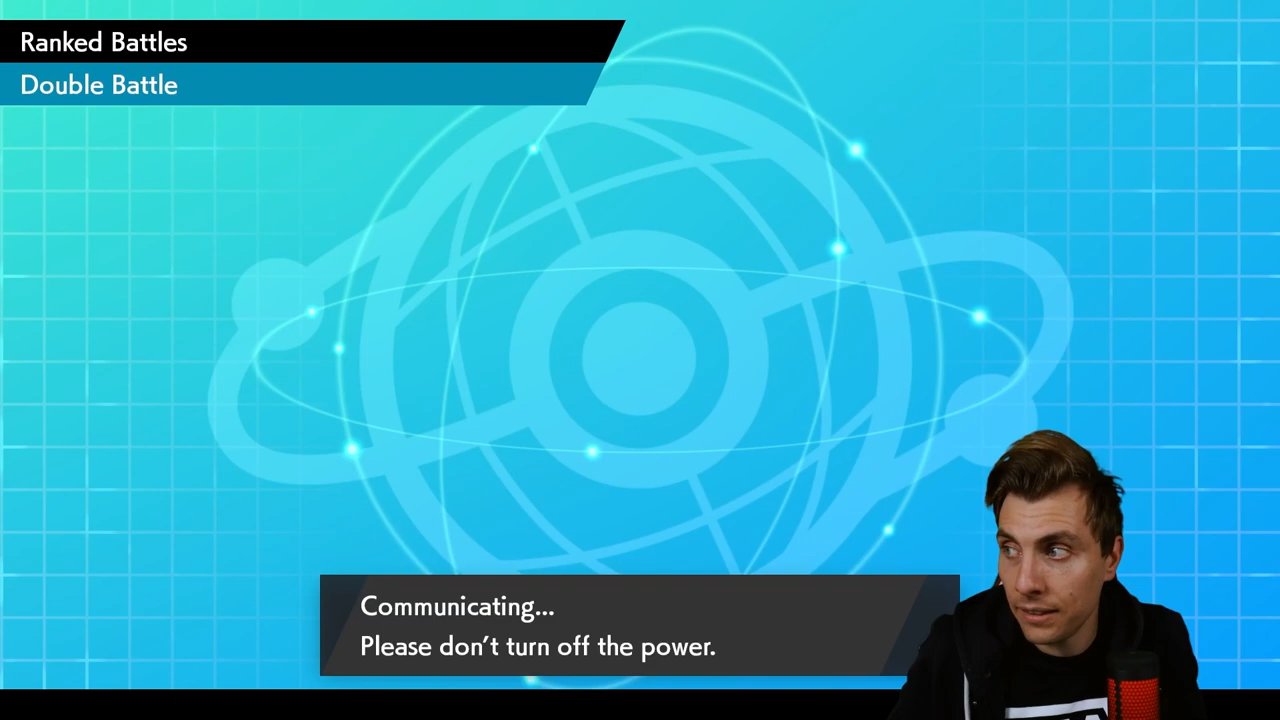 Ranked Battles
Double Battle
Communicating...
Please don't turn off the power.